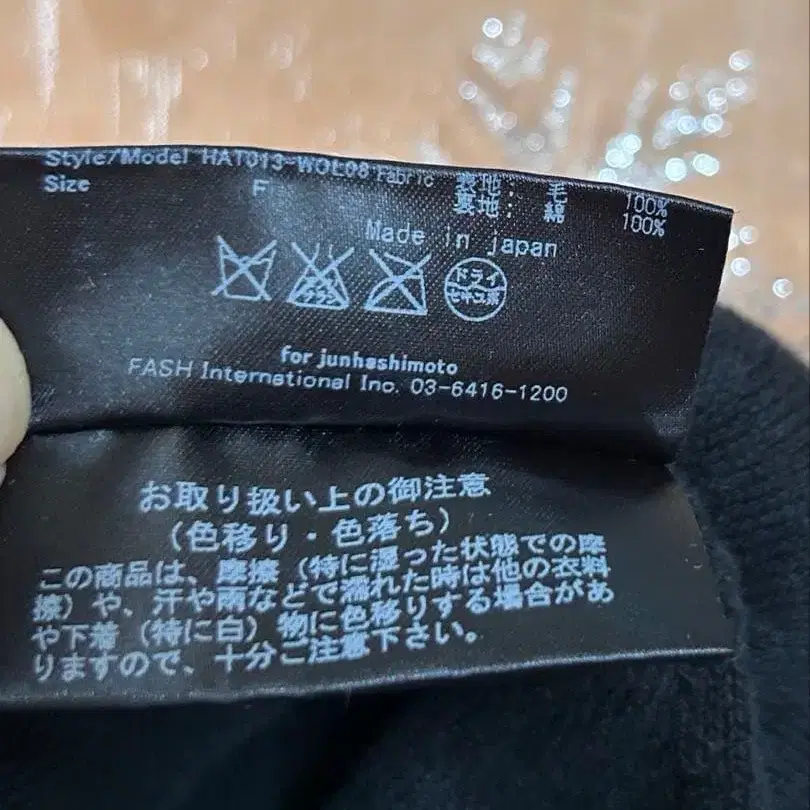 Style/Model HAT013-WOL08 Fabric 表地： 毛 100%
Size F 裏地： 綿 100%
Made in japan
ドライ
セキユ系
for junhashimoto
FASH International Inc. 03-6416-1200
お取り扱い上の御注意
（色移り・色落ち）
この商品は、摩擦（特に湿った状態での摩
擦）や、汗や雨などで濡れた時は他の衣料
や下着（特に白）物に色移りする場合があ
りますので、十分ご注意下さい。